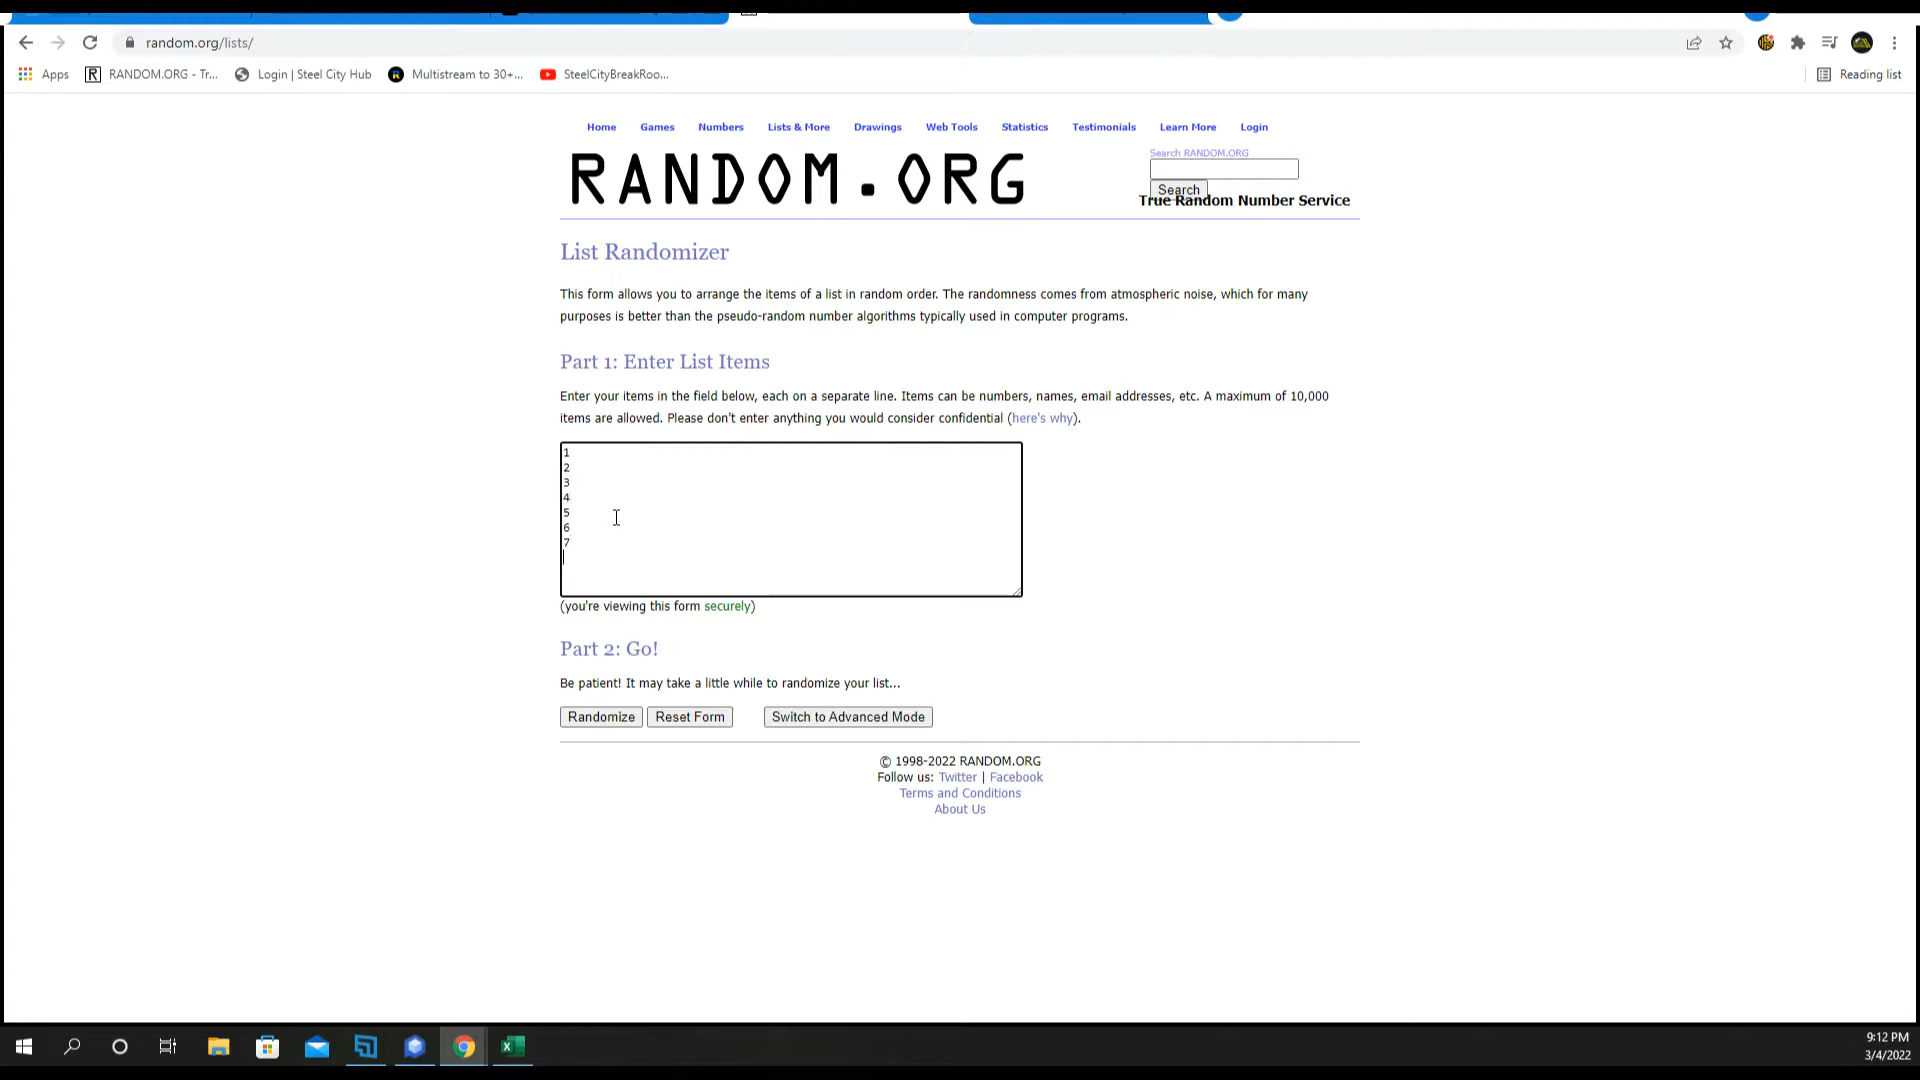 random.org/lists/
Apps RANDOM.ORG - Tr... Login | Steel City Hub Multistream to 30+... SteelCityBreakRoo... Reading list
Home Games Numbers Lists & More Drawings Web Tools Statistics Testimonials Learn More Login
RANDOM.ORG
Search RANDOM.ORG
Search
True Random Number Service
List Randomizer
This form allows you to arrange the items of a list in random order. The randomness comes from atmospheric noise, which for many
purposes is better than the pseudo-random number algorithms typically used in computer programs.
Part 1: Enter List Items
Enter your items in the field below, each on a separate line. Items can be numbers, names, email addresses, etc. A maximum of 10,000
items are allowed. Please don't enter anything you would consider confidential (here's why).
1
2
3
4
5
6
7
(you're viewing this form securely)
Part 2: Go!
Be patient! It may take a little while to randomize your list...
Randomize Reset Form Switch to Advanced Mode
© 1998-2022 RANDOM.ORG
Follow us: Twitter | Facebook
Terms and Conditions
About Us
9:12 PM
3/4/2022